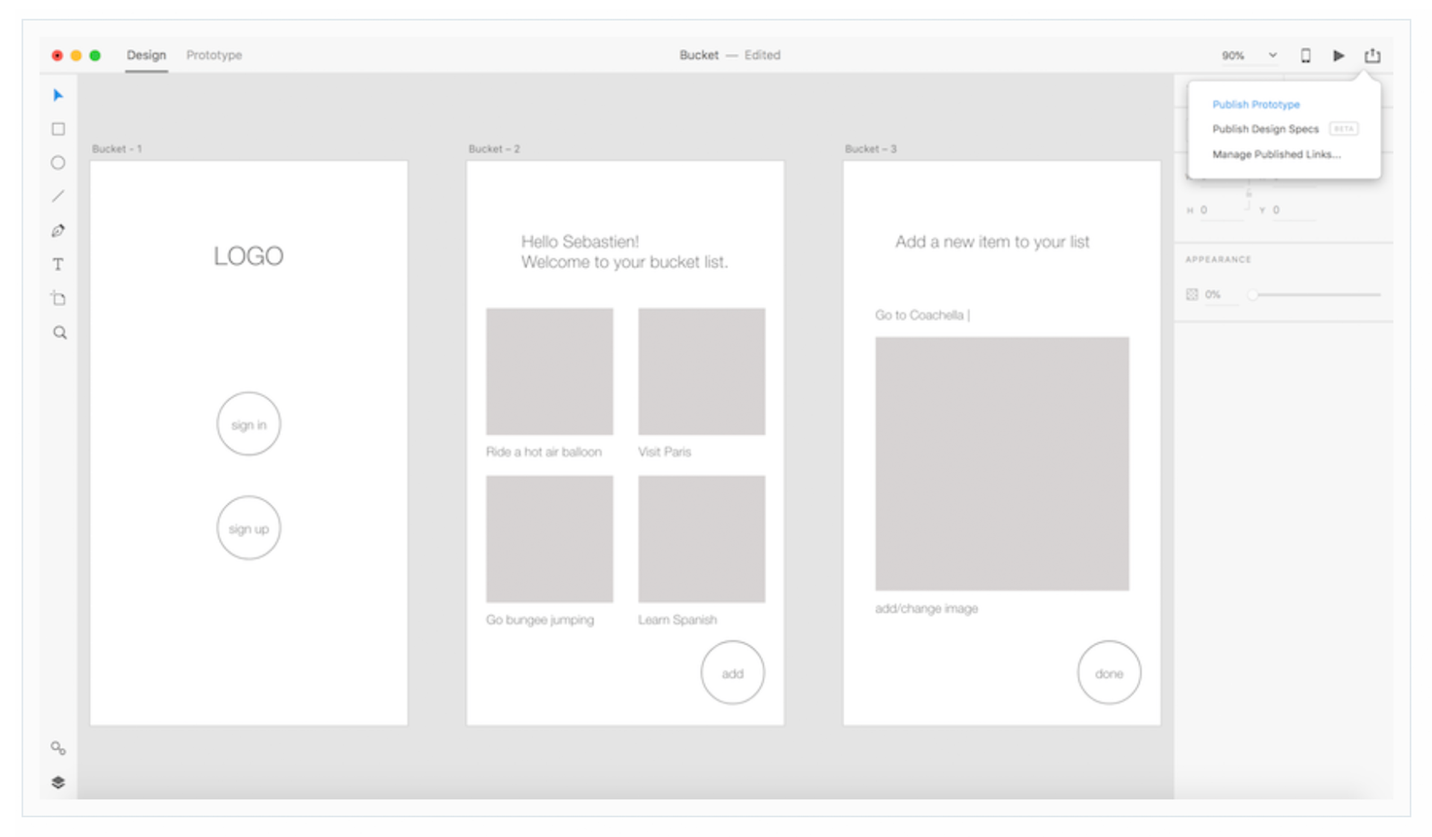 Design Prototype Bucket — Edited 90%
Publish Prototype
Publish Design Specs BETA
Manage Published Links...
H 0 Y 0
APPEARANCE
0%
Bucket – 1
LOGO
sign in
sign up
Bucket – 2
Hello Sebastien!
Welcome to your bucket list.
Ride a hot air balloon Visit Paris
Go bungee jumping Learn Spanish
add
Bucket – 3
Add a new item to your list
Go to Coachella |
add/change image
done